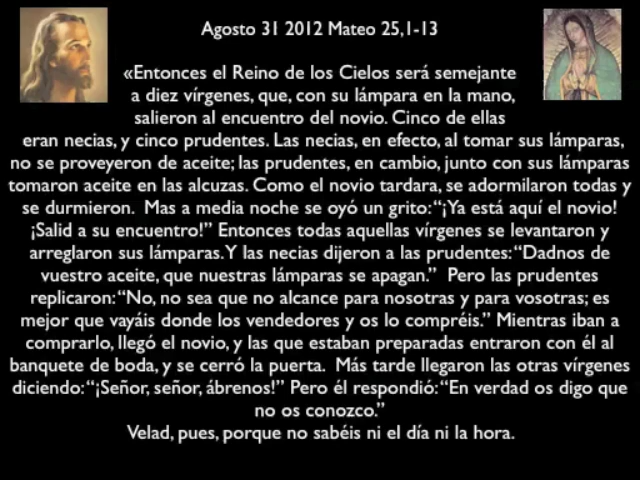 Agosto 31 2012 Mateo 25,1-13
«Entonces el Reino de los Cielos será semejante
a diez vírgenes, que, con su lámpara en la mano,
salieron al encuentro del novio. Cinco de ellas
eran necias, y cinco prudentes. Las necias, en efecto, al tomar sus lámparas,
no se proveyeron de aceite; las prudentes, en cambio, junto con sus lámparas
tomaron aceite en las alcuzas. Como el novio tardara, se adormilaron todas y
se durmieron. Mas a media noche se oyó un grito: “¡Ya está aquí el novio!
¡Salid a su encuentro!” Entonces todas aquellas vírgenes se levantaron y
arreglaron sus lámparas. Y las necias dijeron a las prudentes: “Dadnos de
vuestro aceite, que nuestras lámparas se apagan.” Pero las prudentes
replicaron: “No, no sea que no alcance para nosotras y para vosotras; es
mejor que vayáis donde los vendedores y os lo compréis.” Mientras iban a
comprarlo, llegó el novio, y las que estaban preparadas entraron con él al
banquete de boda, y se cerró la puerta. Más tarde llegaron las otras vírgenes
diciendo: “¡Señor, señor, ábrenos!” Pero él respondió: “En verdad os digo que
no os conozco.”
Velad, pues, porque no sabéis ni el día ni la hora.